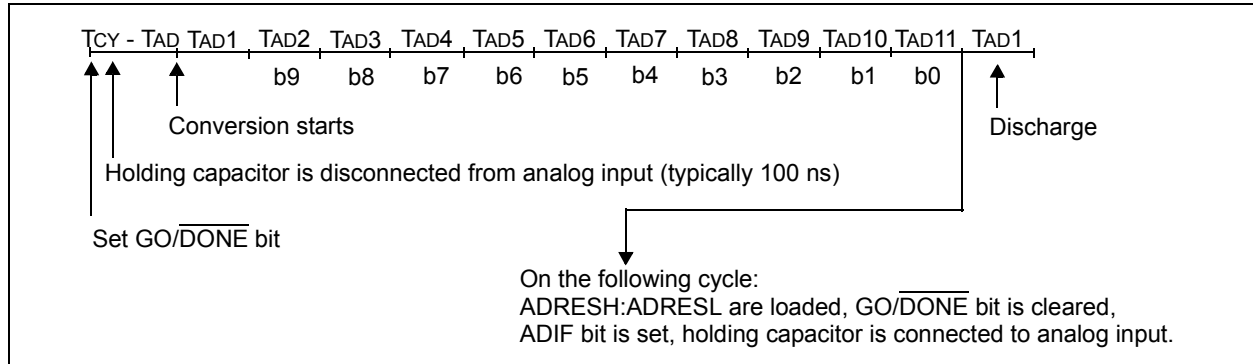 TCY - TAD TAD1 TAD2 TAD3 TAD4 TAD5 TAD6 TAD7 TAD8 TAD9 TAD10 TAD11 TAD1
b9 b8 b7 b6 b5 b4 b3 b2 b1 b0
Conversion starts
Discharge
Holding capacitor is disconnected from analog input (typically 100 ns)
Set GO/DONE bit
On the following cycle:
ADRESH:ADRESL are loaded, GO/DONE bit is cleared,
ADIF bit is set, holding capacitor is connected to analog input.